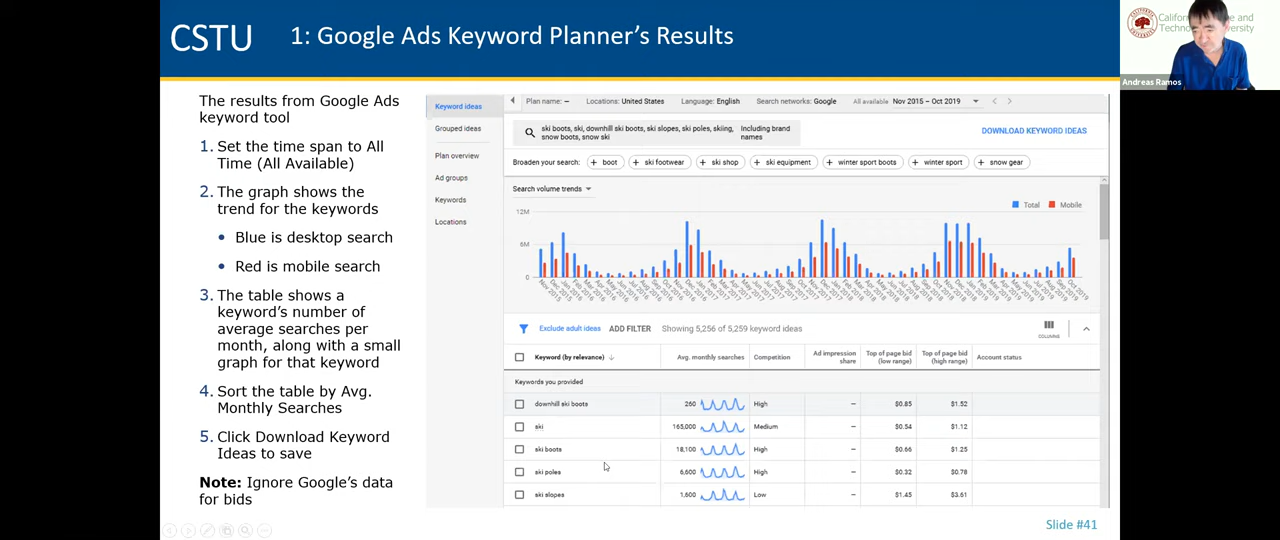 CSTU
1: Google Ads Keyword Planner's Results
Andreas Ramos
The results from Google Ads
keyword tool
1. Set the time span to All
Time (All Available)
2. The graph shows the
trend for the keywords
• Blue is desktop search
• Red is mobile search
3. The table shows a
keyword's number of
average searches per
month, along with a small
graph for that keyword
4. Sort the table by Avg.
Monthly Searches
5. Click Download Keyword
Ideas to save
Note: Ignore Google's data
for bids
Keyword ideas
Grouped ideas
Plan overview
Ad groups
Keywords
Locations
Plan name: — Locations: United States Language: English Search networks: Google All available Nov 2015 – Oct 2019
ski boots, ski, downhill ski boots, ski slopes, ski poles, skiing,
snow boots, snow ski
Including brand
names
DOWNLOAD KEYWORD IDEAS
Broaden your search: + boot + ski footwear + ski shop + ski equipment + winter sport boots + winter sport + snow gear
Search volume trends
Total Mobile
12M
6M
0
Exclude adult ideas ADD FILTER Showing 5,256 of 5,259 keyword ideas
COLUMNS
Keyword (by relevance) Avg. monthly searches Competition Ad impression share Top of page bid (low range) Top of page bid (high range) Account status
Keywords you provided
downhill ski boots 260 High – $0.85 $1.52
ski 165,000 Medium – $0.54 $1.12
ski boots 18,100 High – $0.66 $1.25
ski poles 6,600 High – $0.32 $0.78
ski slopes 1,600 Low – $1.45 $3.61
Slide #41